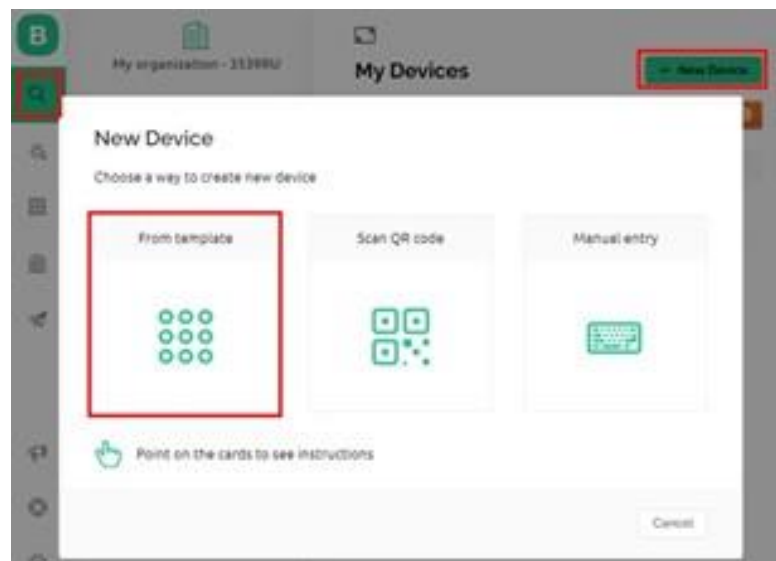 B
My organization -
My Devices
+ New Device
New Device
Choose a way to create new device
From template
Scan QR code
Manual entry
Point on the cards to see instructions
Cancel